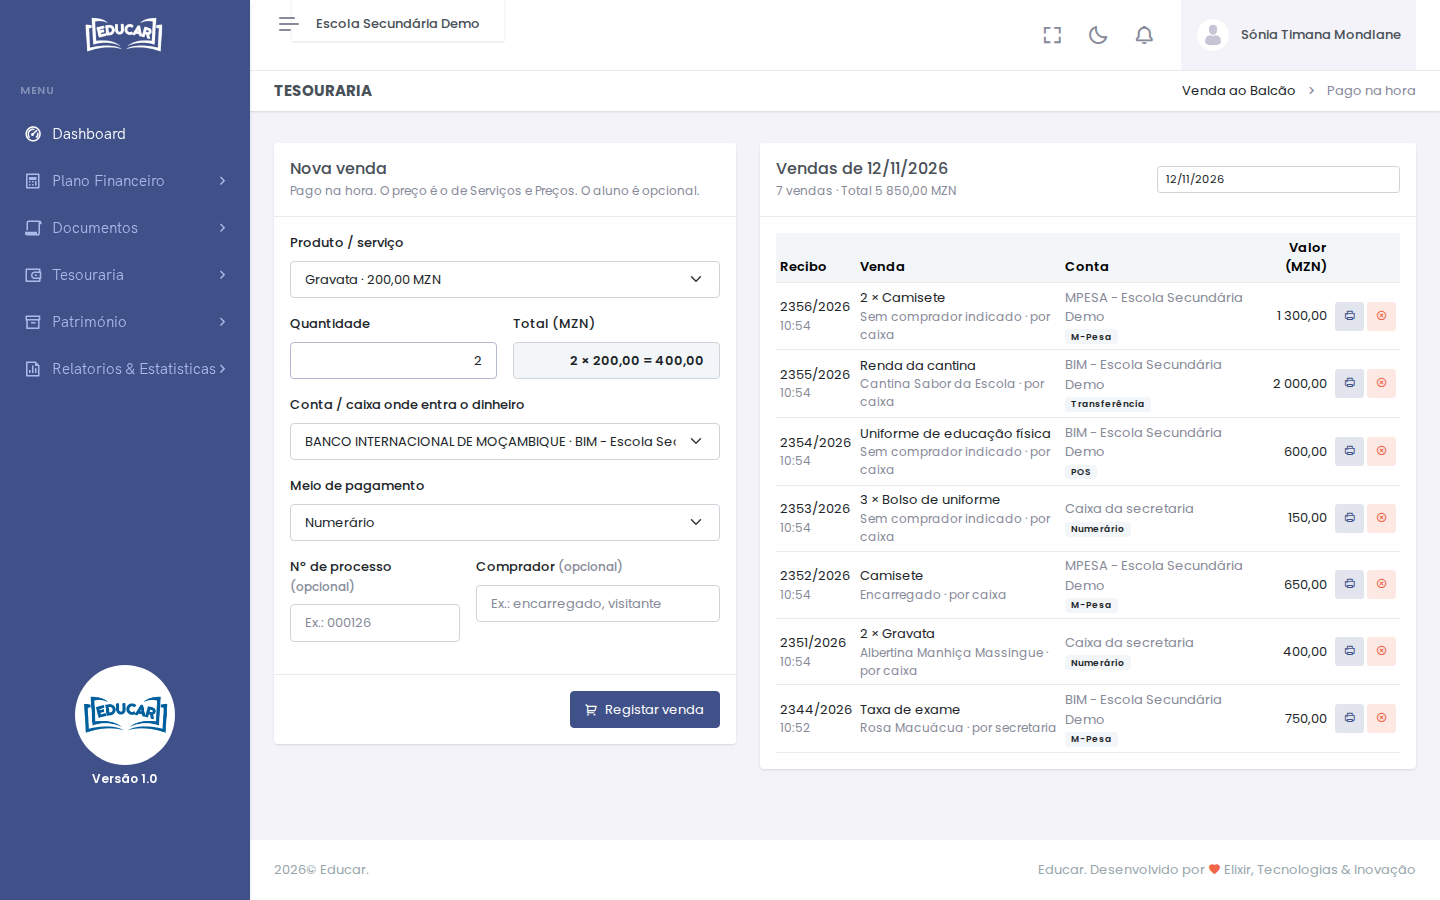 EDUCAR
MENU
Dashboard
Plano Financeiro
Documentos
Tesouraria
Património
Relatorios & Estatisticas
EDUCAR
Versão 1.0
Escola Secundária Demo
Sónia Timana Mondlane
TESOURARIA
Venda ao Balcão
Pago na hora
Nova venda
Pago na hora. O preço é o de Serviços e Preços. O aluno é opcional.
Produto / serviço
Gravata · 200,00 MZN
Quantidade
Total (MZN)
2
2 × 200,00 = 400,00
Conta / caixa onde entra o dinheiro
BANCO INTERNACIONAL DE MOÇAMBIQUE · BIM - Escola Sec
Meio de pagamento
Numerário
Nº de processo
(opcional)
Comprador (opcional)
Ex.: 000126
Ex.: encarregado, visitante
Registar venda
Vendas de 12/11/2026
7 vendas · Total 5 850,00 MZN
12/11/2026
Recibo
Venda
Conta
Valor
(MZN)
2356/2026
10:54
2 × Camisete
Sem comprador indicado · por
caixa
MPESA - Escola Secundária
Demo
M-Pesa
1 300,00
2355/2026
10:54
Renda da cantina
Cantina Sabor da Escola · por
caixa
BIM - Escola Secundária
Demo
Transferência
2 000,00
2354/2026
10:54
Uniforme de educação física
Sem comprador indicado · por
caixa
BIM - Escola Secundária
Demo
POS
600,00
2353/2026
10:54
3 × Bolso de uniforme
Sem comprador indicado · por
caixa
Caixa da secretaria
Numerário
150,00
2352/2026
10:54
Camisete
Encarregado · por caixa
MPESA - Escola Secundária
Demo
M-Pesa
650,00
2351/2026
10:54
2 × Gravata
Albertina Manhiça Massingue ·
por caixa
Caixa da secretaria
Numerário
400,00
2344/2026
10:52
Taxa de exame
Rosa Macuácua · por secretaria
BIM - Escola Secundária
Demo
M-Pesa
750,00
2026© Educar.
Educar. Desenvolvido por Elixir, Tecnologias & Inovação